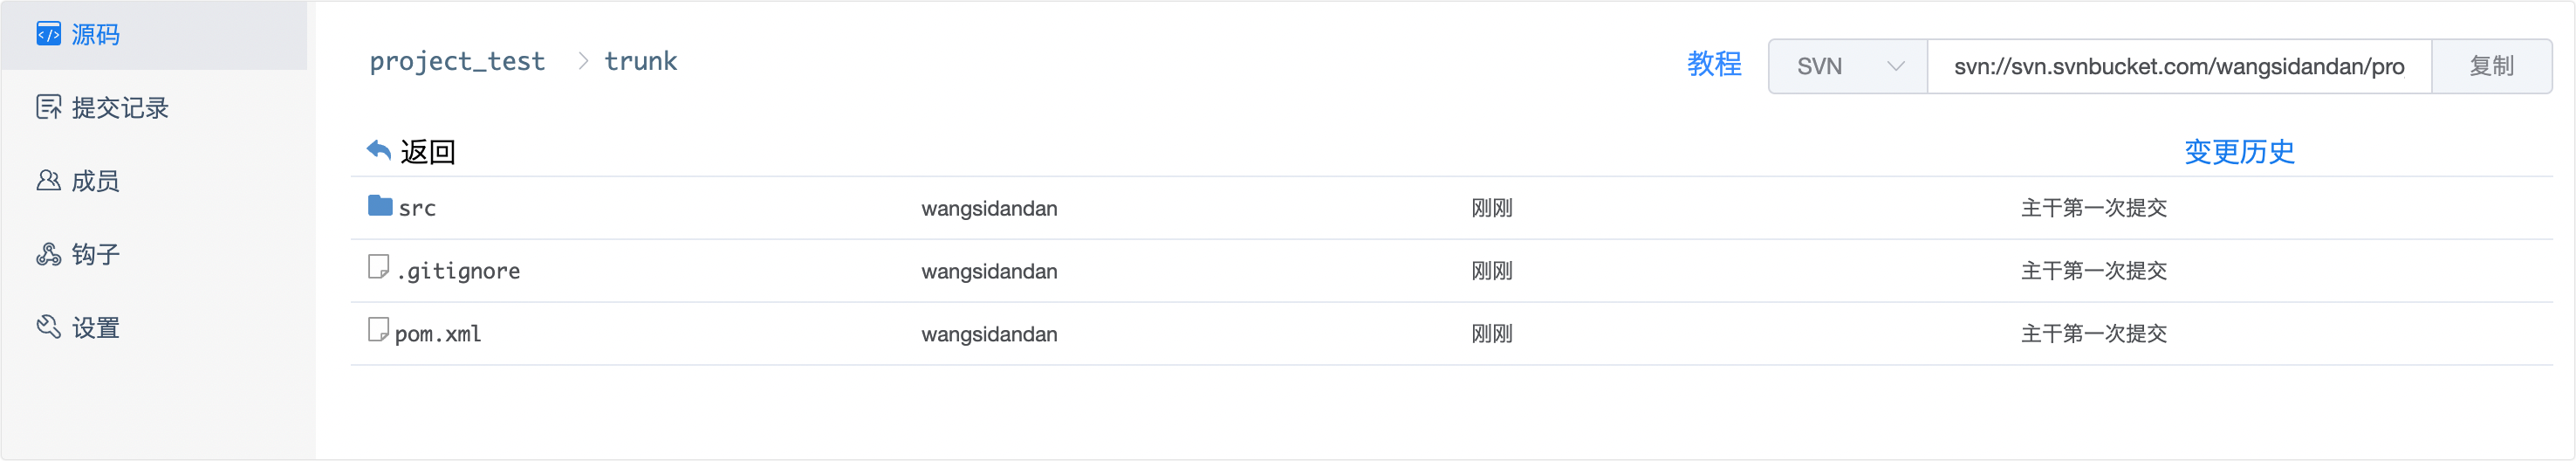 源码
提交记录
成员
钩子
设置
project_test > trunk
教程 SVN svn://svn.svnbucket.com/wangsidandan/pro 复制
返回 变更历史
src wangsidandan 刚刚 主干第一次提交
.gitignore wangsidandan 刚刚 主干第一次提交
pom.xml wangsidandan 刚刚 主干第一次提交